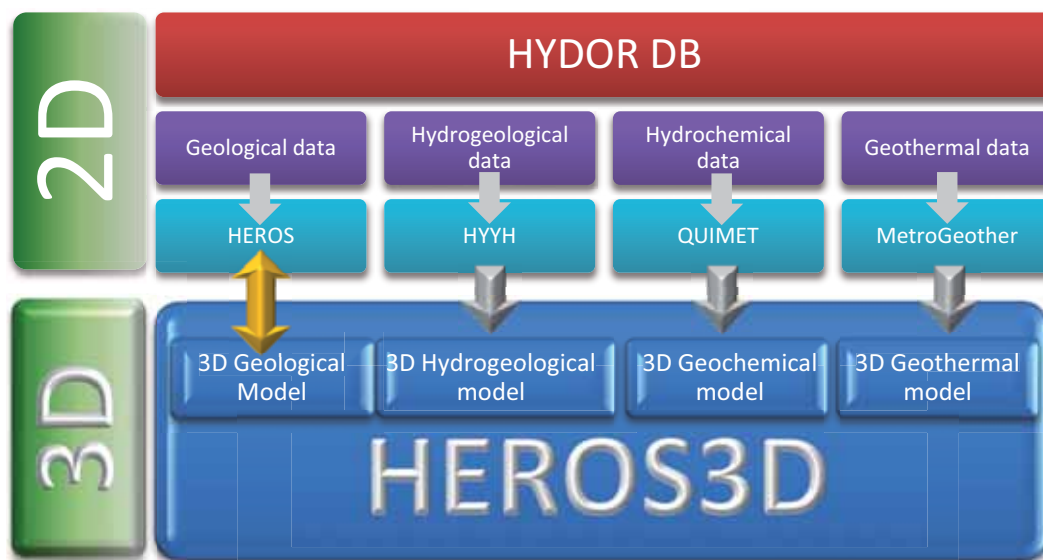 2D
HYDOR DB
Geological data
Hydrogeological
data
Hydrochemical
data
Geothermal data
HEROS
HYYH
QUIMET
MetroGeother
3D
3D Geological
Model
3D Hydrogeological
model
3D Geochemical
model
3D Geothermal
model
HEROS3D